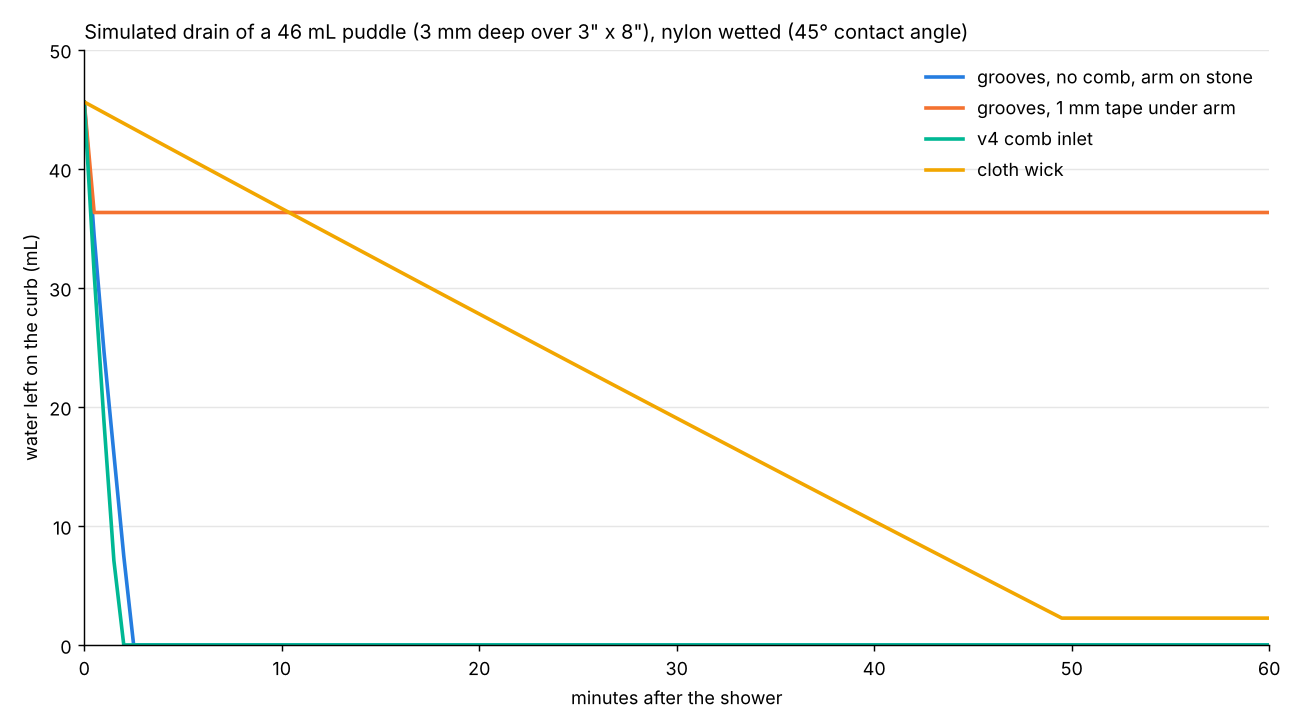 Simulated drain of a 46 mL puddle (3 mm deep over 3" x 8"), nylon wetted (45° contact angle)
grooves, no comb, arm on stone
grooves, 1 mm tape under arm
v4 comb inlet
cloth wick
water left on the curb (mL)
50
40
30
20
10
0
0 10 20 30 40 50 60
minutes after the shower